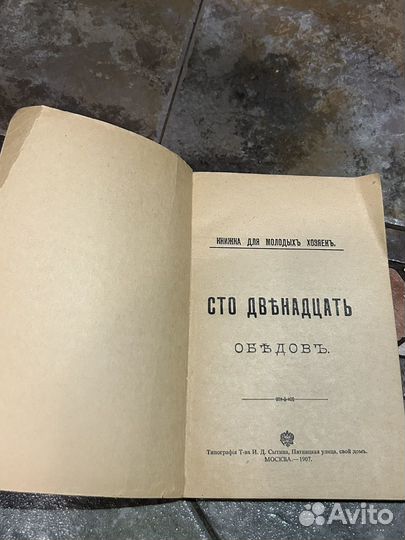 КНИЖКА ДЛЯ МОЛОДЫХЪ ХОЗЯЕКЪ.
СТО ДВѢНАДЦАТЬ
ОБѢДОВЪ.
Типографія Т-ва И. Д. Сытина, Пятницкая улица, свой домъ.
МОСКВА.—1907.
Avito